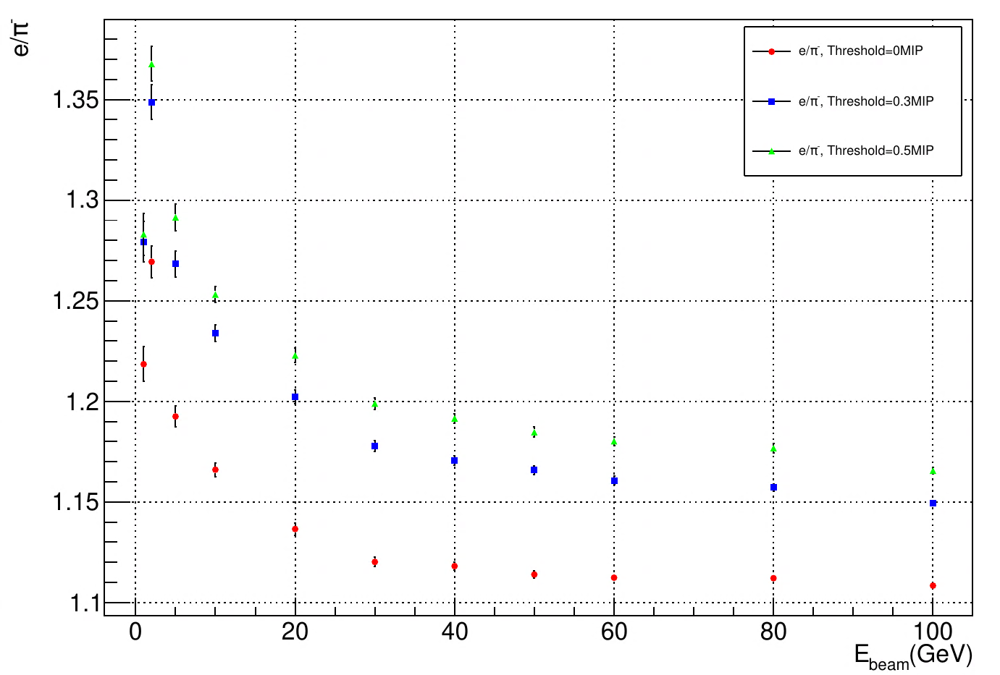 e/π⁻
1.35
1.3
1.25
1.2
1.15
1.1
e/π⁻, Threshold=0MIP
e/π⁻, Threshold=0.3MIP
e/π⁻, Threshold=0.5MIP
0 20 40 60 80 100
E_beam(GeV)